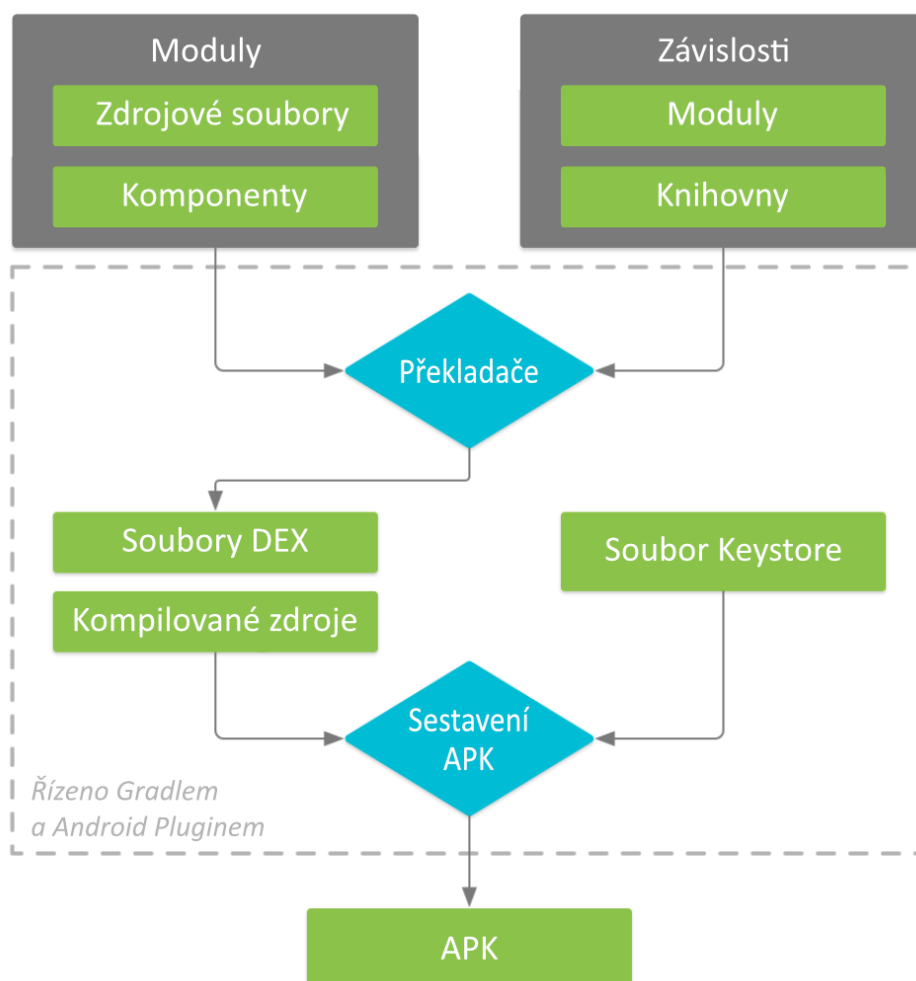 Moduly
Zdrojové soubory
Komponenty
Závislosti
Moduly
Knihovny
Překladače
Soubory DEX
Kompilované zdroje
Soubor Keystore
Sestavení
APK
Řízeno Gradlem
a Android Pluginem
APK